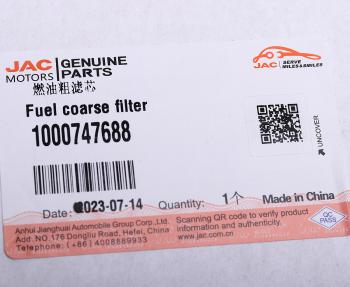 JAC MOTORS GENUINE PARTS
JAC SERVE MILES&SMILES
燃油粗滤芯
Fuel coarse filter
1000747688
UNCOVER
Date: 2023-07-14 Quantity: 1个 Made in China
Anhui Jianghuai Automobile Group Corp.,Ltd.
Add.NO.176 Dongliu Road, Hefei, China
Telephone:(+86)4008889933
Scanning QR code to verify product
information and authenticity.
www.jac.com.cn
QC PASS